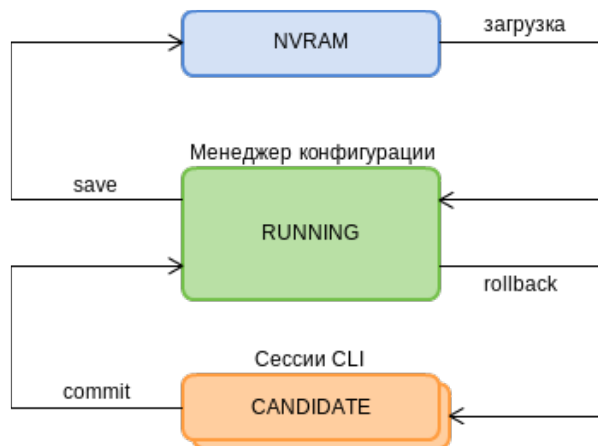 NVRAM
загрузка
Менеджер конфигурации
save
RUNNING
rollback
Сессии CLI
commit
CANDIDATE